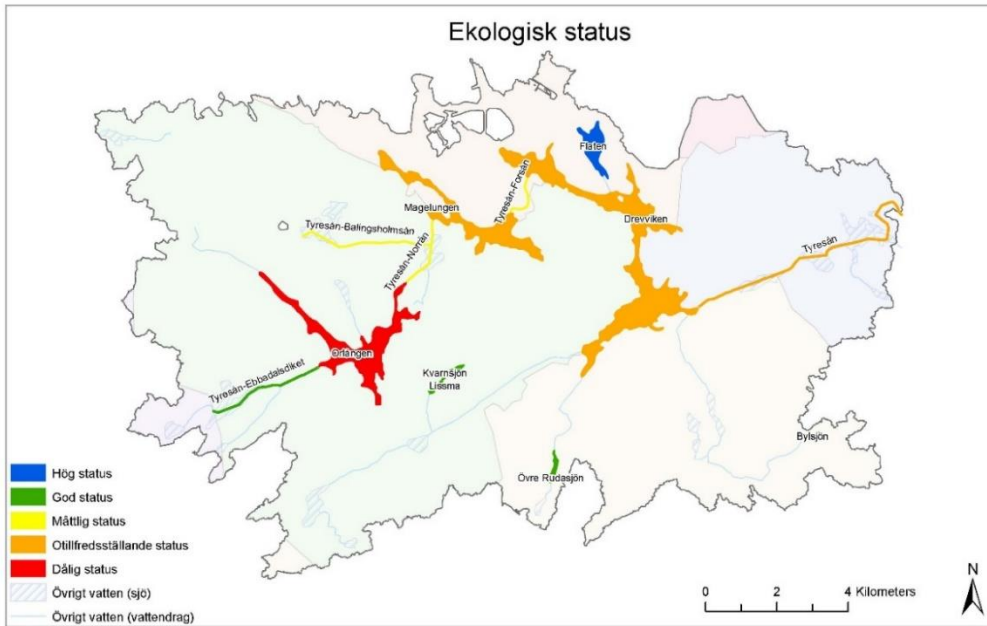 Ekologisk status
Flaten
Magelungen
Tyresån-Forsån
Drevviken
Tyresån-Balingsholmsån
Tyresån-Norrån
Tyresån
Orlången
Tyresån-Ebbadalsdiket
Kvarnsjön
Lissma
Bylsjön
Övre Rudasjön
Hög status
God status
Måttlig status
Otillfredsställande status
Dålig status
Övrigt vatten (sjö)
Övrigt vatten (vattendrag)
0 2 4 Kilometers
N